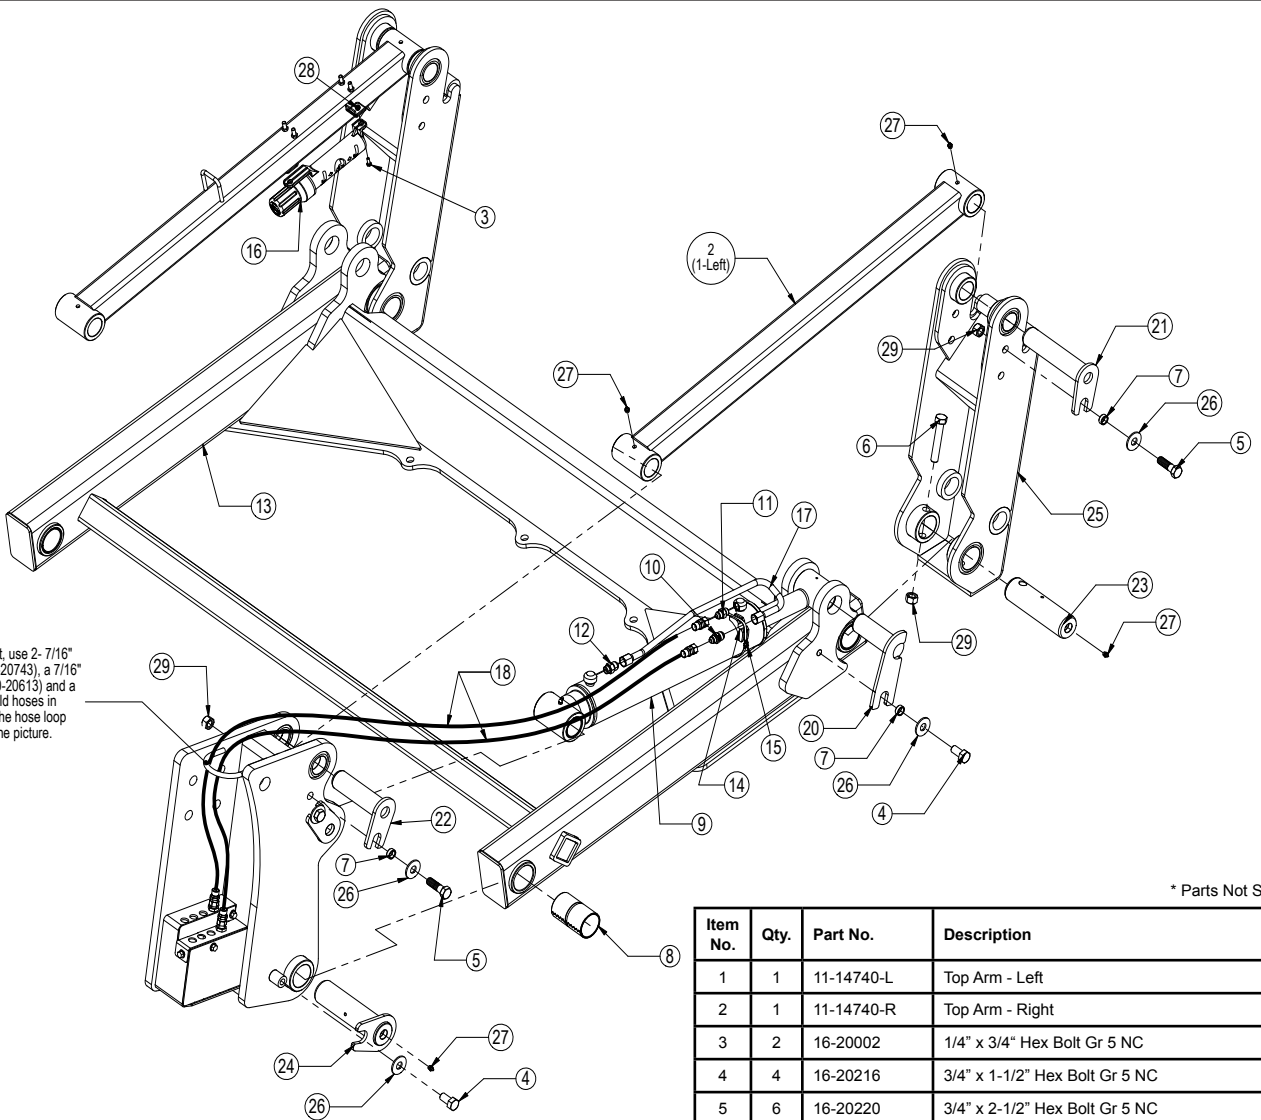 28
27
3
16
2
(1-Left)
21
29
7
27
26
6
5
13
11
17
25
10
23
12
t, use 2- 7/16"
20743), a 7/16"
-20613) and a
ld hoses in
he hose loop
ne picture.
29
18
29
27
20
15
7
14
26
22
9
4
7
26
5
8
* Parts Not S
Item No. Qty. Part No. Description
1 1 11-14740-L Top Arm - Left
2 1 11-14740-R Top Arm - Right
3 2 16-20002 1/4” x 3/4“ Hex Bolt Gr 5 NC
4 4 16-20216 3/4” x 1-1/2” Hex Bolt Gr 5 NC
5 6 16-20220 3/4” x 2-1/2” Hex Bolt Gr 5 NC
27
24
26
4